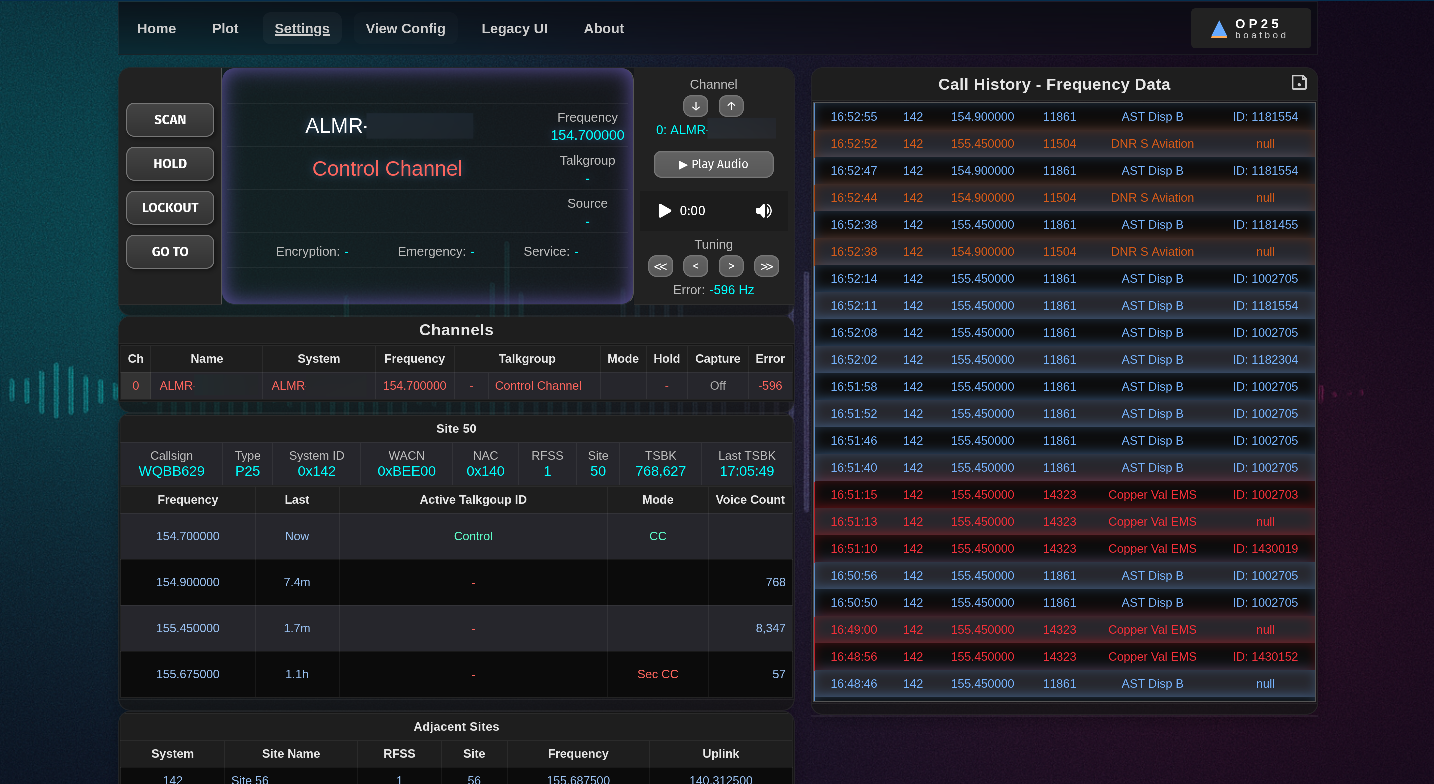 Home Plot Settings View Config Legacy UI About
OP25
boatbod
SCAN
HOLD
LOCKOUT
GO TO
ALMR-
Control Channel
Frequency
154.700000
Talkgroup
-
Source
-
Encryption: - Emergency: - Service: -
Channel
↓ ↑
0: ALMR-
▶ Play Audio
0:00
Tuning
<< < > >>
Error: -596 Hz
Channels
Ch Name System Frequency Talkgroup Mode Hold Capture Error
0 ALMR- ALMR 154.700000 - Control Channel - Off -596
Site 50
Callsign Type System ID WACN NAC RFSS Site TSBK Last TSBK
WQBB629 P25 0x142 0xBEE00 0x140 1 50 768,627 17:05:49
Frequency Last Active Talkgoup ID Mode Voice Count
154.700000 Now Control CC
154.900000 7.4m - 768
155.450000 1.7m - 8,347
155.675000 1.1h - Sec CC 57
Adjacent Sites
System Site Name RFSS Site Frequency Uplink
142 Site 56 1 56 155.687500 140.312500
Call History - Frequency Data
16:52:55 142 154.900000 11861 AST Disp B ID: 1181554
16:52:52 142 155.450000 11504 DNR S Aviation null
16:52:47 142 154.900000 11861 AST Disp B ID: 1181554
16:52:44 142 154.900000 11504 DNR S Aviation null
16:52:38 142 155.450000 11861 AST Disp B ID: 1181455
16:52:38 142 154.900000 11504 DNR S Aviation null
16:52:14 142 155.450000 11861 AST Disp B ID: 1002705
16:52:11 142 155.450000 11861 AST Disp B ID: 1181554
16:52:08 142 155.450000 11861 AST Disp B ID: 1002705
16:52:02 142 155.450000 11861 AST Disp B ID: 1182304
16:51:58 142 155.450000 11861 AST Disp B ID: 1002705
16:51:52 142 155.450000 11861 AST Disp B ID: 1002705
16:51:46 142 155.450000 11861 AST Disp B ID: 1002705
16:51:40 142 155.450000 11861 AST Disp B ID: 1002705
16:51:15 142 155.450000 14323 Copper Val EMS ID: 1002703
16:51:13 142 155.450000 14323 Copper Val EMS null
16:51:10 142 155.450000 14323 Copper Val EMS ID: 1430019
16:50:56 142 155.450000 11861 AST Disp B ID: 1002705
16:50:50 142 155.450000 11861 AST Disp B ID: 1002705
16:49:00 142 155.450000 14323 Copper Val EMS null
16:48:56 142 155.450000 14323 Copper Val EMS ID: 1430152
16:48:46 142 155.450000 11861 AST Disp B null